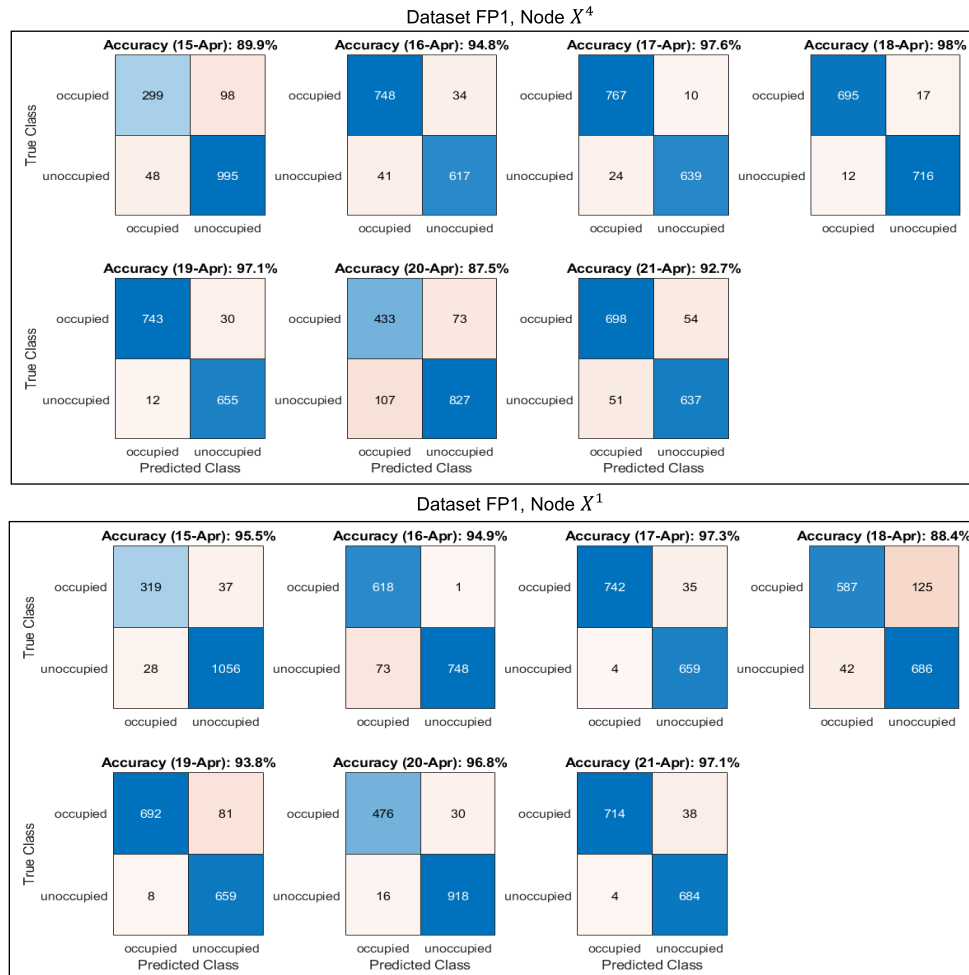 Dataset FP1, Node X⁴
Accuracy (15-Apr): 89.9%
Accuracy (16-Apr): 94.8%
Accuracy (17-Apr): 97.6%
Accuracy (18-Apr): 98%
True Class
occupied 299 98
unoccupied 48 995
occupied unoccupied
occupied 748 34
unoccupied 41 617
occupied unoccupied
occupied 767 10
unoccupied 24 639
occupied unoccupied
occupied 695 17
unoccupied 12 716
occupied unoccupied
Accuracy (19-Apr): 97.1%
Accuracy (20-Apr): 87.5%
Accuracy (21-Apr): 92.7%
True Class
occupied 743 30
unoccupied 12 655
occupied unoccupied
Predicted Class
occupied 433 73
unoccupied 107 827
occupied unoccupied
Predicted Class
occupied 698 54
unoccupied 51 637
occupied unoccupied
Predicted Class
Dataset FP1, Node X¹
Accuracy (15-Apr): 95.5%
Accuracy (16-Apr): 94.9%
Accuracy (17-Apr): 97.3%
Accuracy (18-Apr): 88.4%
True Class
occupied 319 37
unoccupied 28 1056
occupied unoccupied
occupied 618 1
unoccupied 73 748
occupied unoccupied
occupied 742 35
unoccupied 4 659
occupied unoccupied
occupied 587 125
unoccupied 42 686
occupied unoccupied
Accuracy (19-Apr): 93.8%
Accuracy (20-Apr): 96.8%
Accuracy (21-Apr): 97.1%
True Class
occupied 692 81
unoccupied 8 659
occupied unoccupied
Predicted Class
occupied 476 30
unoccupied 16 918
occupied unoccupied
Predicted Class
occupied 714 38
unoccupied 4 684
occupied unoccupied
Predicted Class